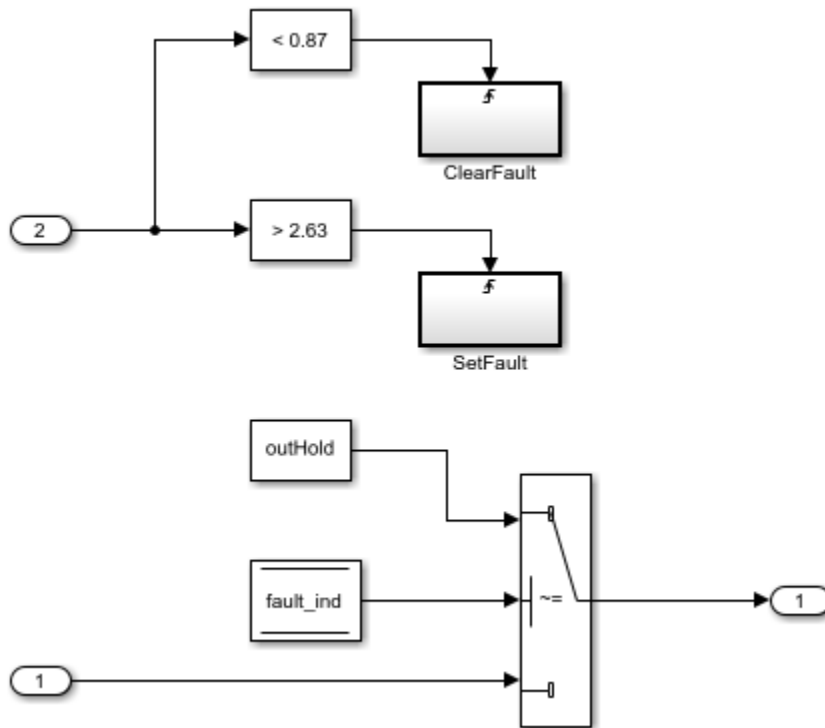 < 0.87
ClearFault
2
> 2.63
SetFault
outHold
fault_ind
~=
1
1